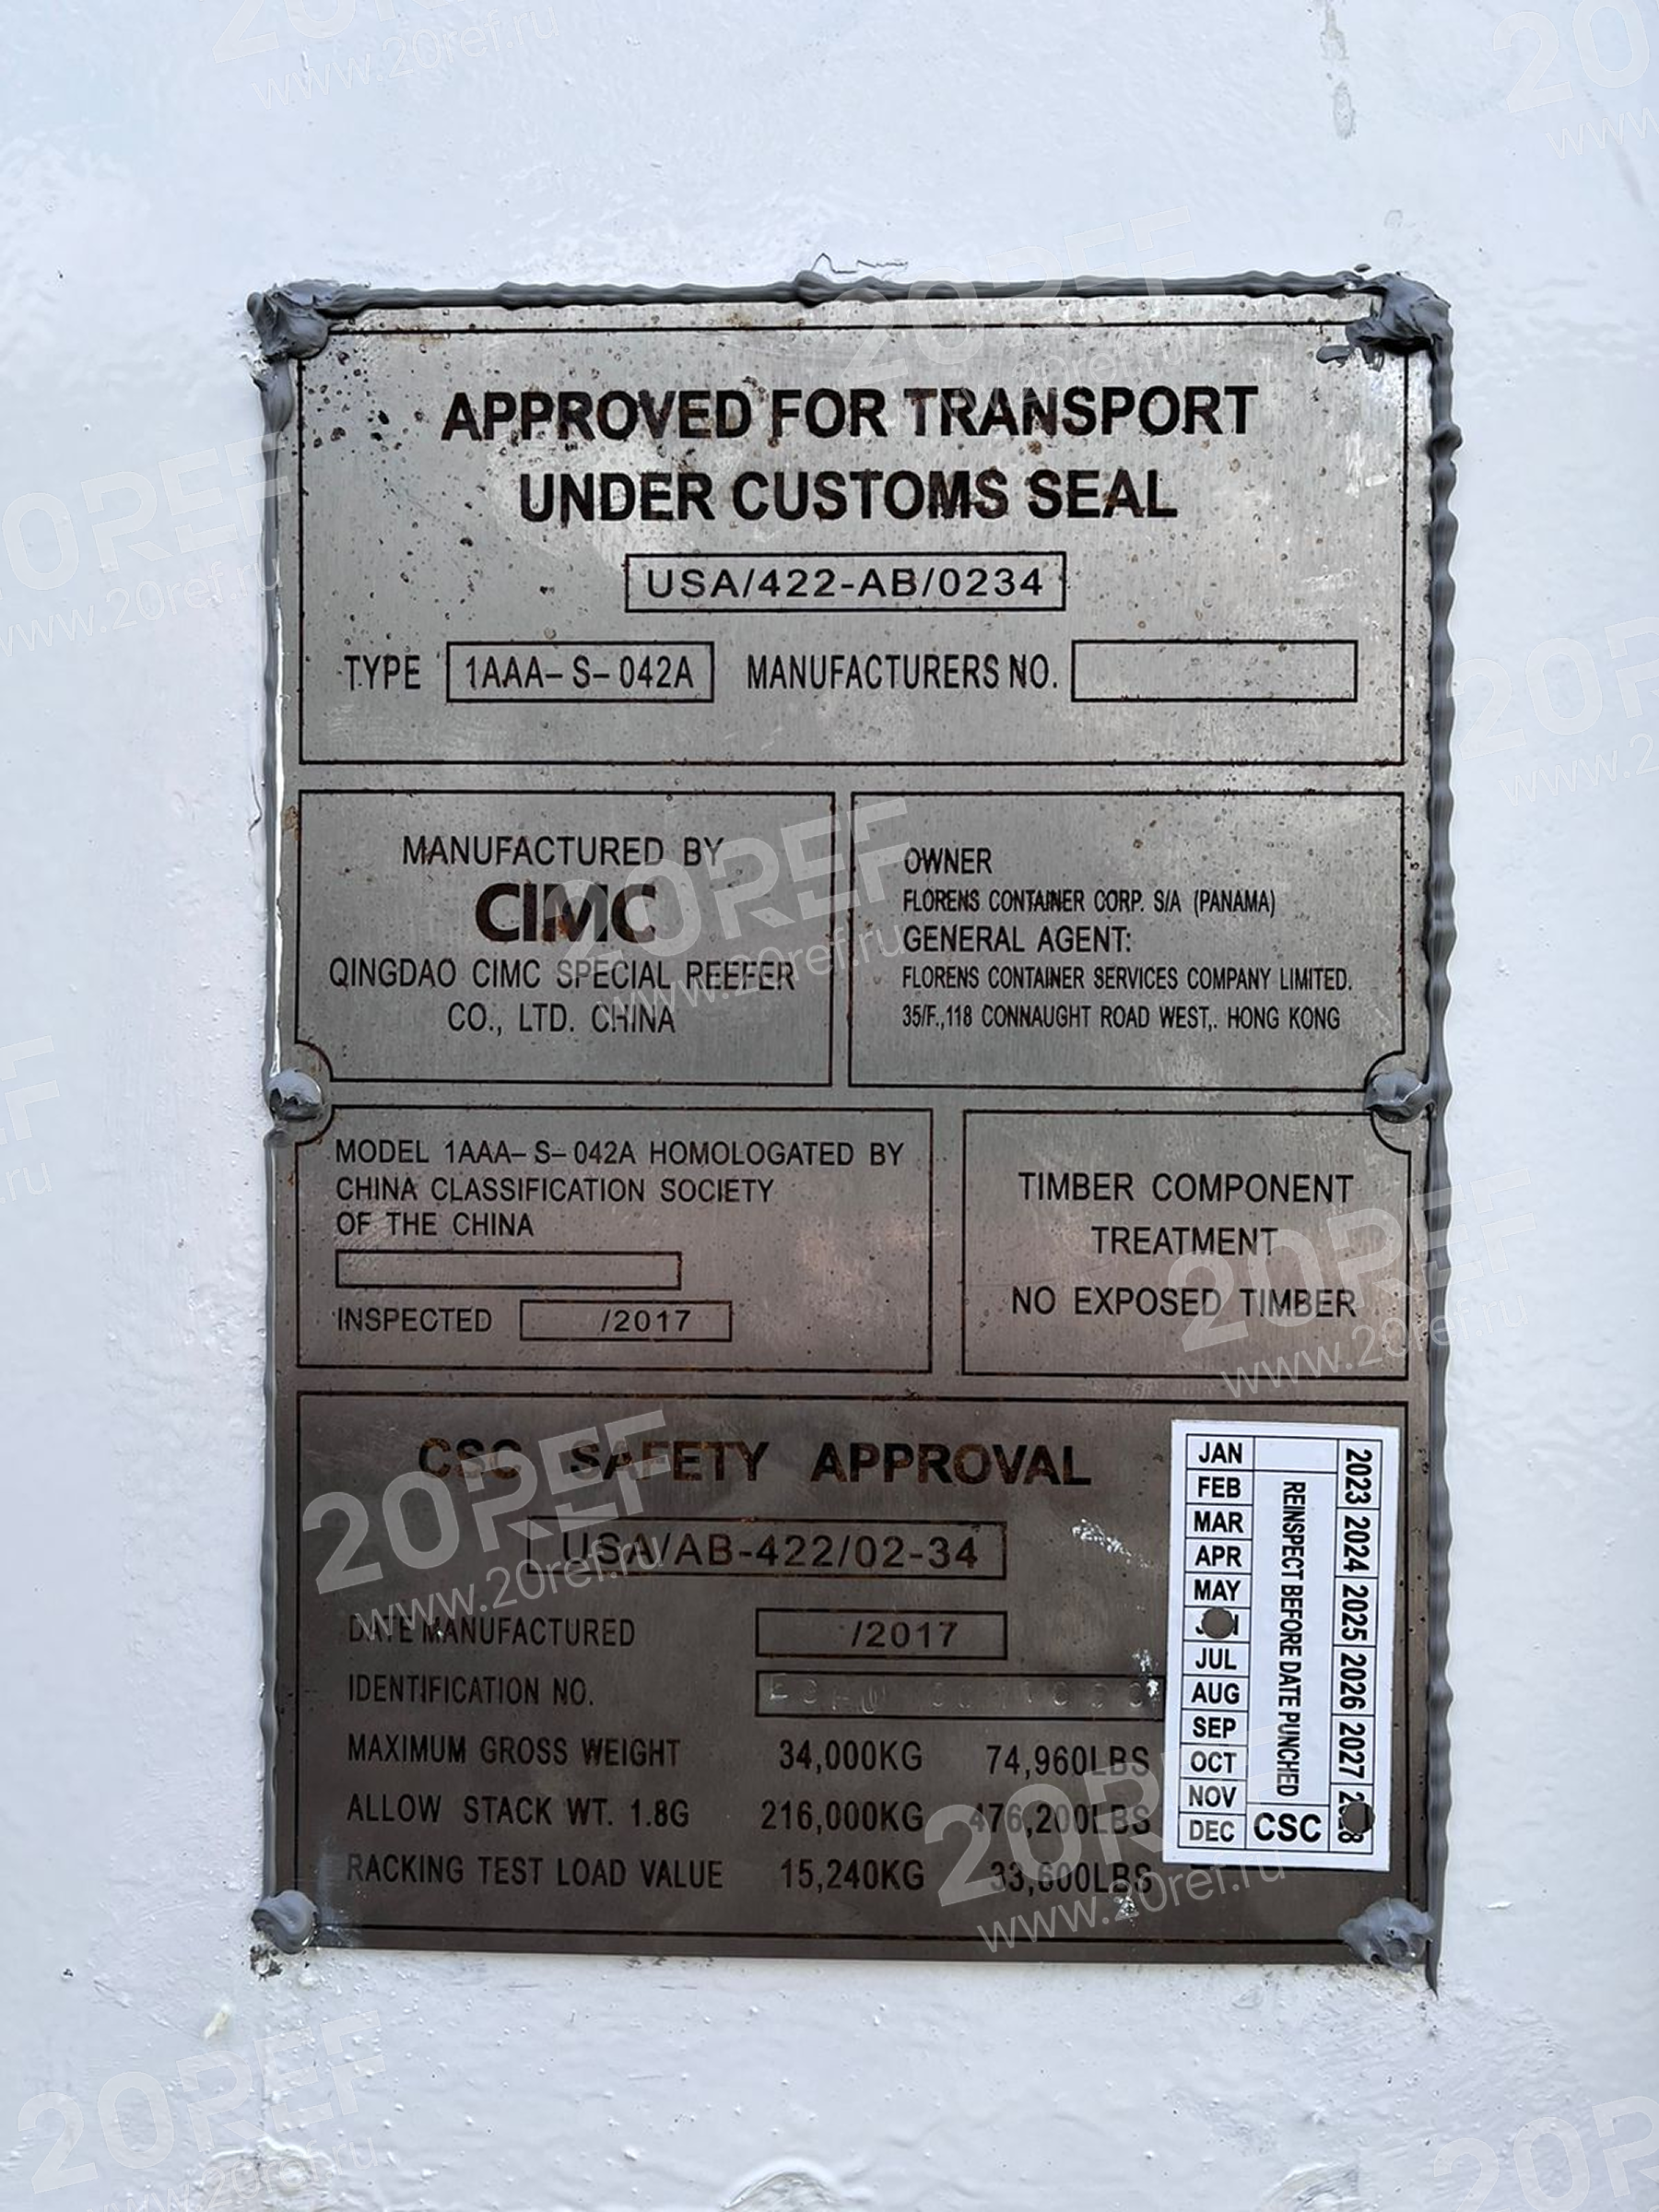 APPROVED FOR TRANSPORT
UNDER CUSTOMS SEAL
USA/422-AB/0234
TYPE 1AAA-S-042A MANUFACTURERS NO.
MANUFACTURED BY
CIMC
QINGDAO CIMC SPECIAL REEFER
CO., LTD. CHINA
OWNER
FLORENS CONTAINER CORP. S/A (PANAMA)
GENERAL AGENT:
FLORENS CONTAINER SERVICES COMPANY LIMITED.
35/F.,118 CONNAUGHT ROAD WEST,. HONG KONG
MODEL 1AAA-S-042A HOMOLOGATED BY
CHINA CLASSIFICATION SOCIETY
OF THE CHINA
INSPECTED /2017
TIMBER COMPONENT
TREATMENT
NO EXPOSED TIMBER
CSC SAFETY APPROVAL
USA/AB-422/02-34
DATE MANUFACTURED /2017
IDENTIFICATION NO.
MAXIMUM GROSS WEIGHT 34,000KG 74,960LBS
ALLOW STACK WT. 1.8G 216,000KG 476,200LBS
RACKING TEST LOAD VALUE 15,240KG 33,600LBS
JAN
FEB
MAR
APR
MAY
JUN
JUL
AUG
SEP
OCT
NOV
DEC
REINSPECT BEFORE DATE PUNCHED
CSC
2023 2024 2025 2026 2027 2028
20REF
www.20ref.ru